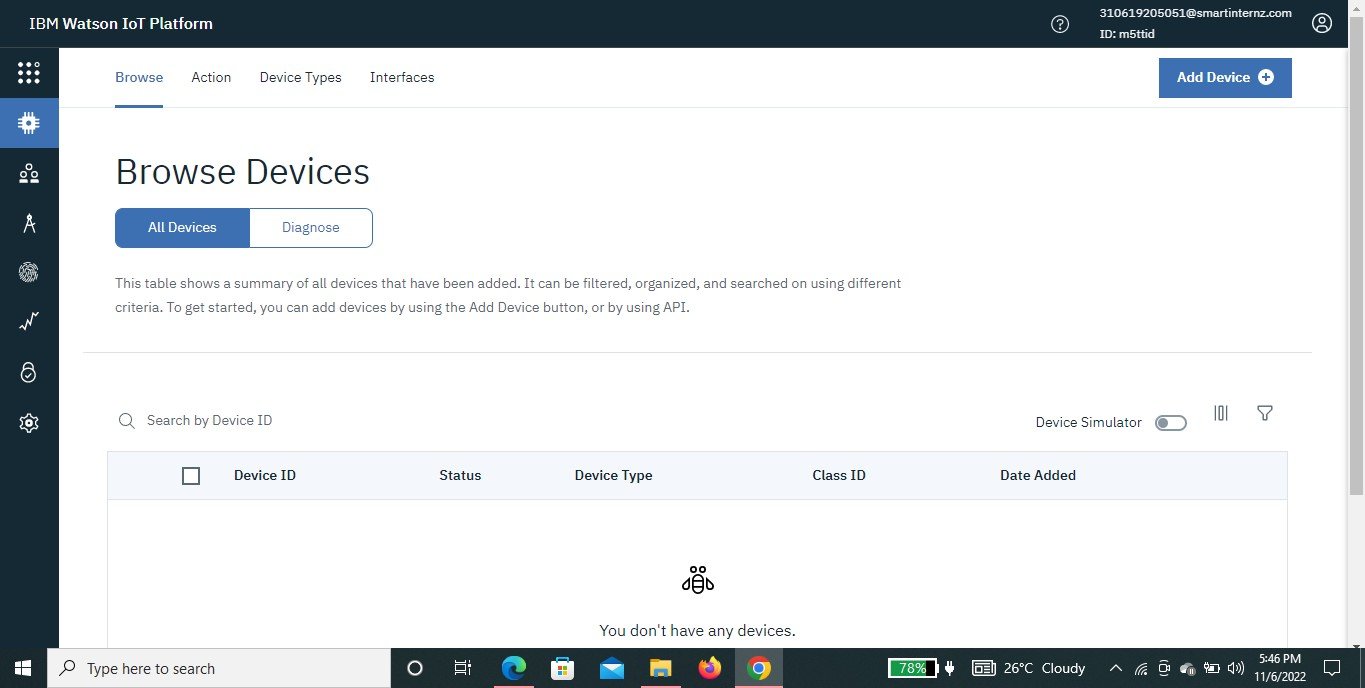 IBM Watson IoT Platform
310619205051@smartinternz.com
ID: m5ttid
Browse Action Device Types Interfaces
Add Device
Browse Devices
All Devices Diagnose
This table shows a summary of all devices that have been added. It can be filtered, organized, and searched on using different
criteria. To get started, you can add devices by using the Add Device button, or by using API.
Search by Device ID
Device Simulator
Device ID Status Device Type Class ID Date Added
You don't have any devices.
Type here to search
78%
26°C Cloudy
5:46 PM
11/6/2022